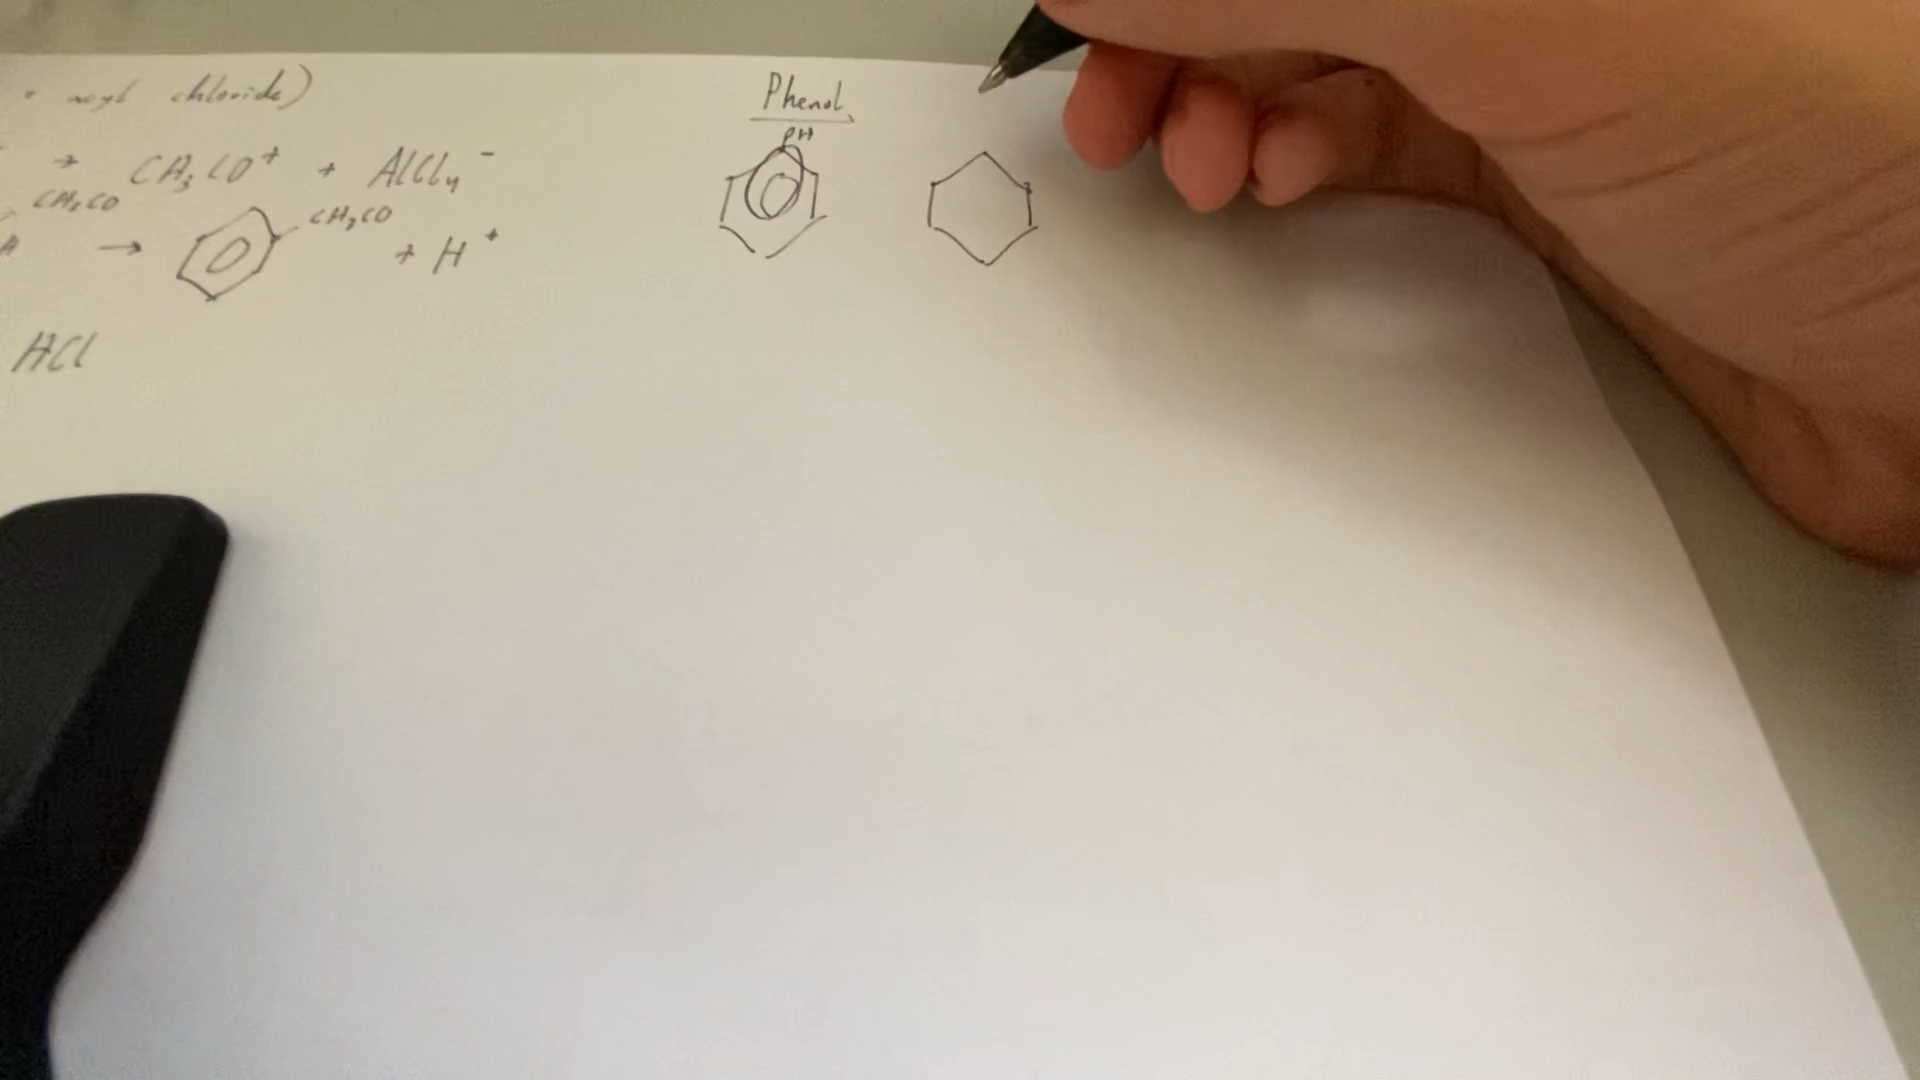 acyl chloride)
→ CH₃CO⁺ + AlCl₄⁻
CH₃CO
→ CH₃CO + H⁺
HCl
Phenol
OH